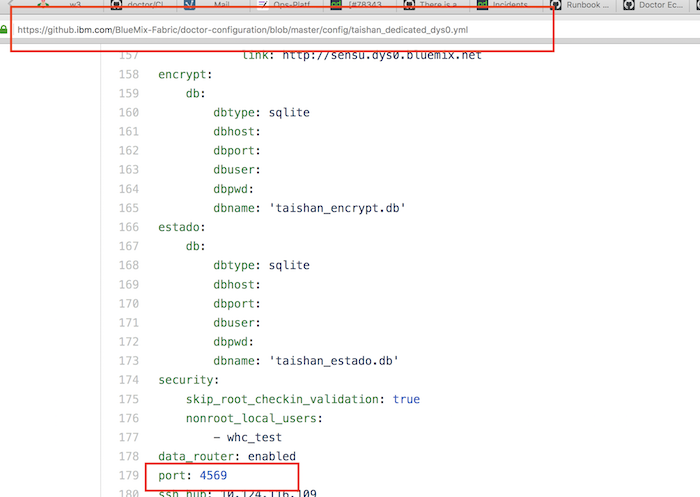 w3 doctor/Cl Mail Ops-Platf [#78343 There is a Incidents Runbook ... Doctor Ec...
https://github.ibm.com/BlueMix-Fabric/doctor-configuration/blob/master/config/taishan_dedicated_dys0.yml
157 link: http://sensu.dys0.bluemix.net
158 encrypt:
159 db:
160 dbtype: sqlite
161 dbhost:
162 dbport:
163 dbuser:
164 dbpwd:
165 dbname: 'taishan_encrypt.db'
166 estado:
167 db:
168 dbtype: sqlite
169 dbhost:
170 dbport:
171 dbuser:
172 dbpwd:
173 dbname: 'taishan_estado.db'
174 security:
175 skip_root_checkin_validation: true
176 nonroot_local_users:
177 - whc_test
178 data_router: enabled
179 port: 4569
180 ssh_hub: 10.124.116.109